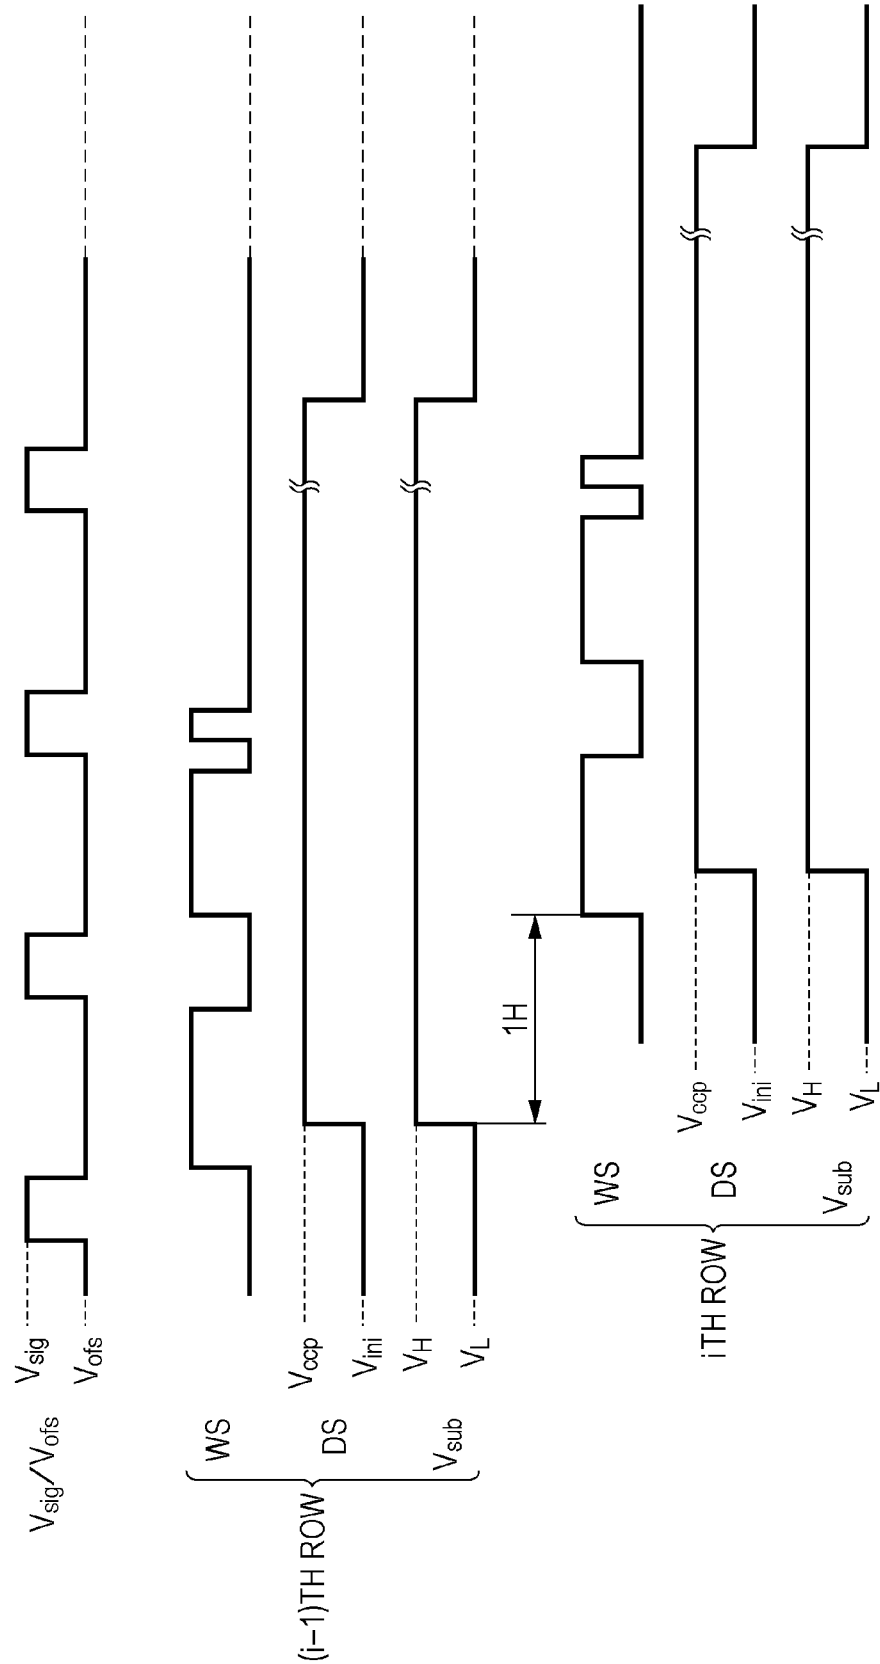 Vsig/Vofs
Vsig
Vofs
(i−1)TH ROW
WS
DS
Vccp
Vini
Vsub
VH
VL
1H
iTH ROW
WS
DS
Vccp
Vini
Vsub
VH
VL